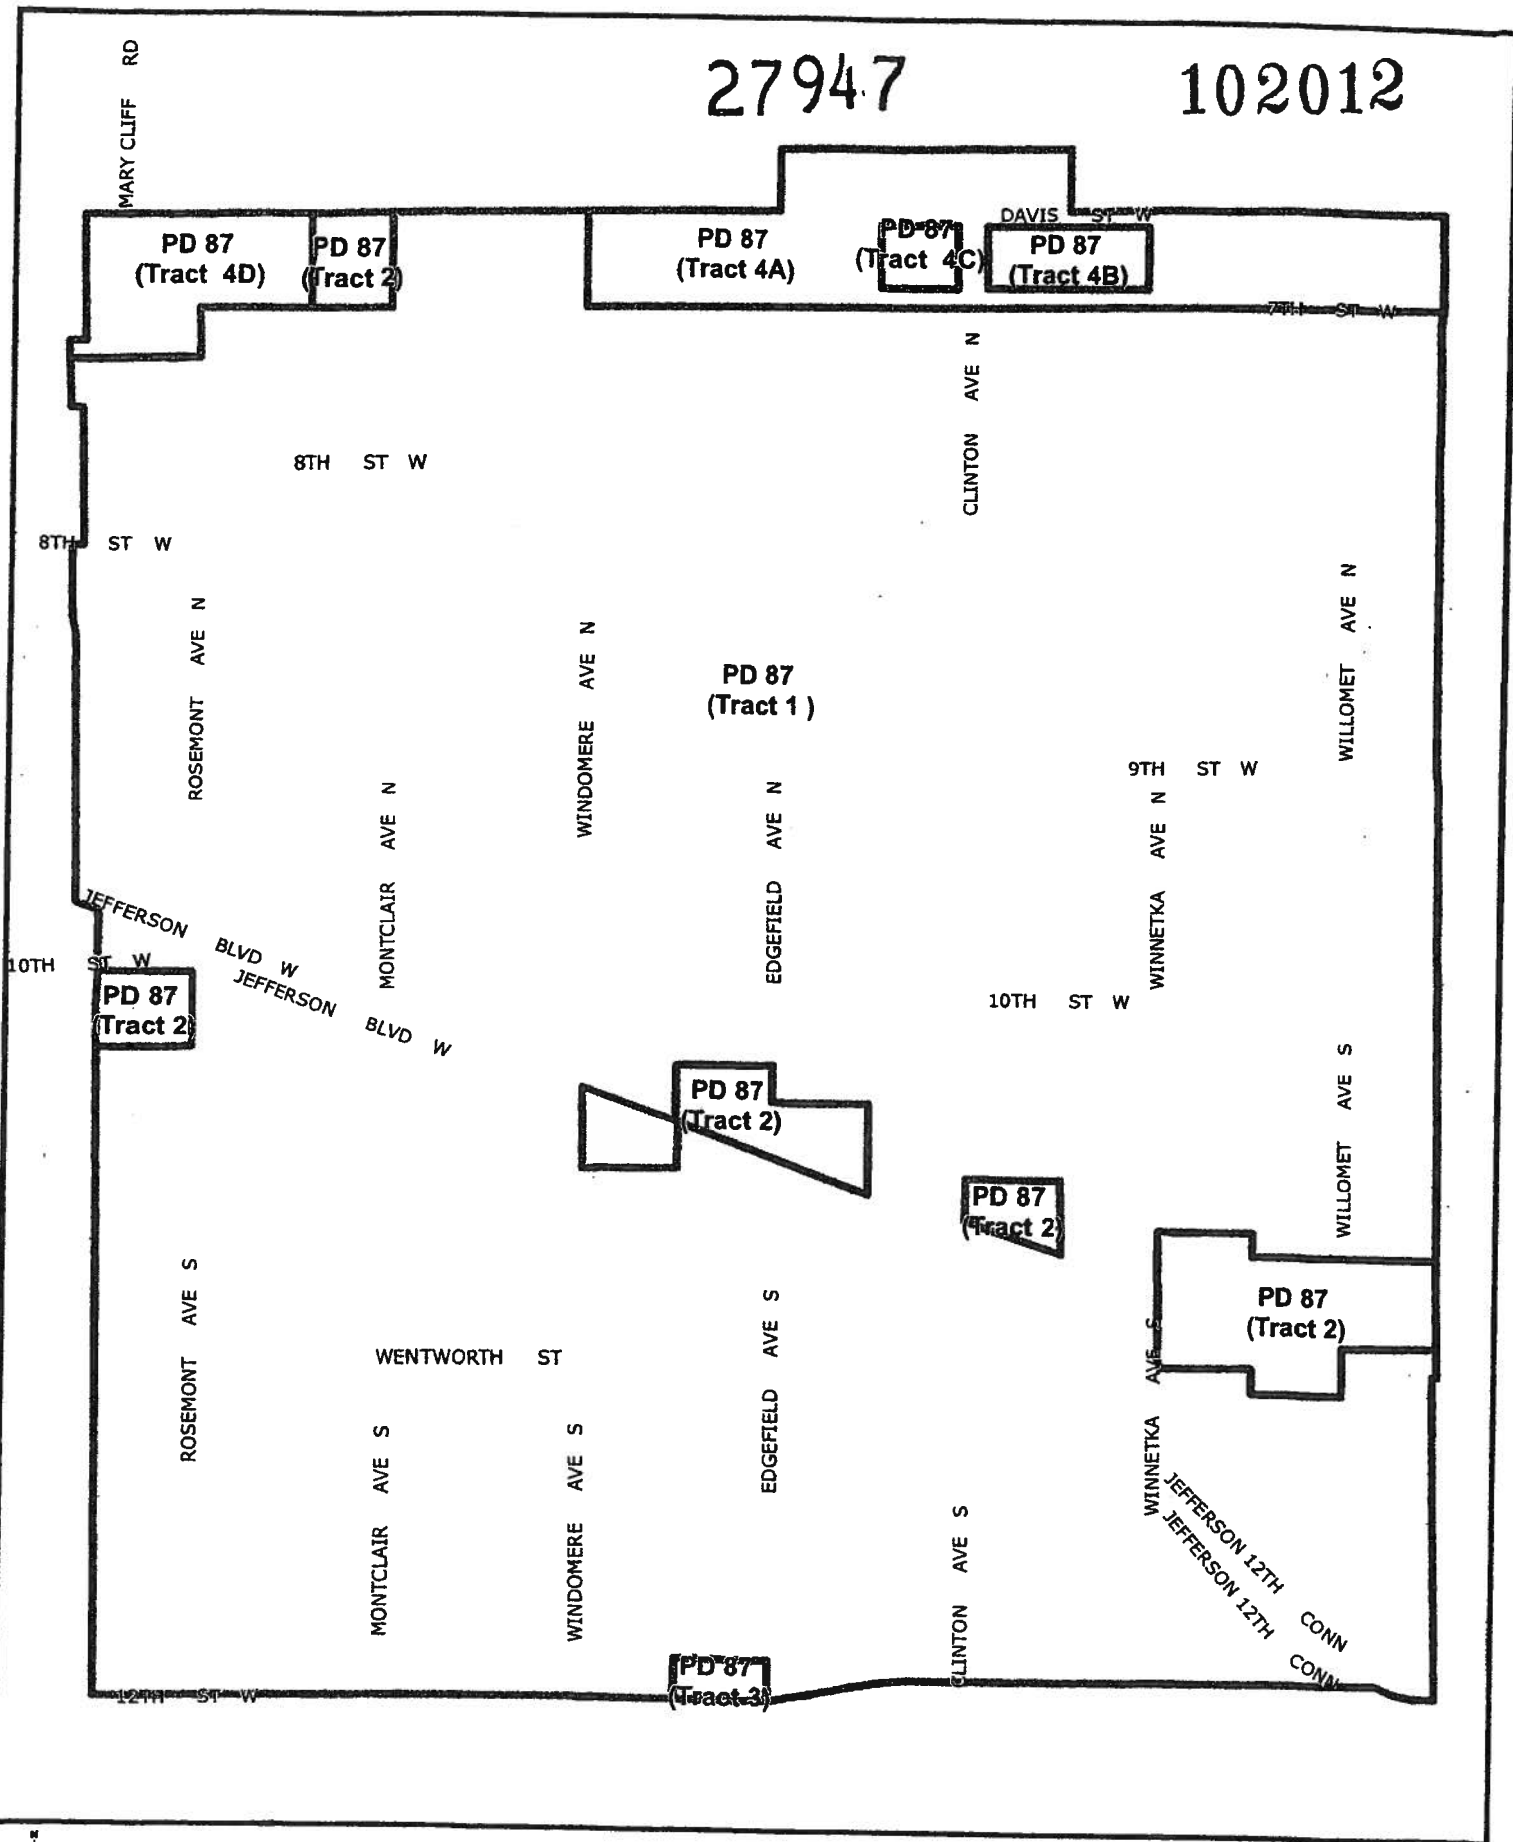 27947
102012
MARY CLIFF RD
DAVIS ST W
PD 87
(Tract 4D)
PD 87
(Tract 2)
PD 87
(Tract 4A)
PD 87
(Tract 4C)
PD 87
(Tract 4B)
7TH ST W
CLINTON AVE N
8TH ST W
8TH ST W
ROSEMONT AVE N
WINDOMERE AVE N
WILLOMET AVE N
PD 87
(Tract 1 )
9TH ST W
MONTCLAIR AVE N
EDGEFIELD AVE N
WINNETKA AVE N
JEFFERSON BLVD W
JEFFERSON BLVD W
10TH ST W
10TH ST W
PD 87
(Tract 2)
PD 87
(Tract 2)
WILLOMET AVE S
PD 87
(Tract 2)
PD 87
(Tract 2)
ROSEMONT AVE S
WENTWORTH ST
EDGEFIELD AVE S
WINNETKA AVE S
MONTCLAIR AVE S
WINDOMERE AVE S
CLINTON AVE S
JEFFERSON 12TH CONN
JEFFERSON 12TH CONN
PD 87
(Tract 3)
12TH ST W
N